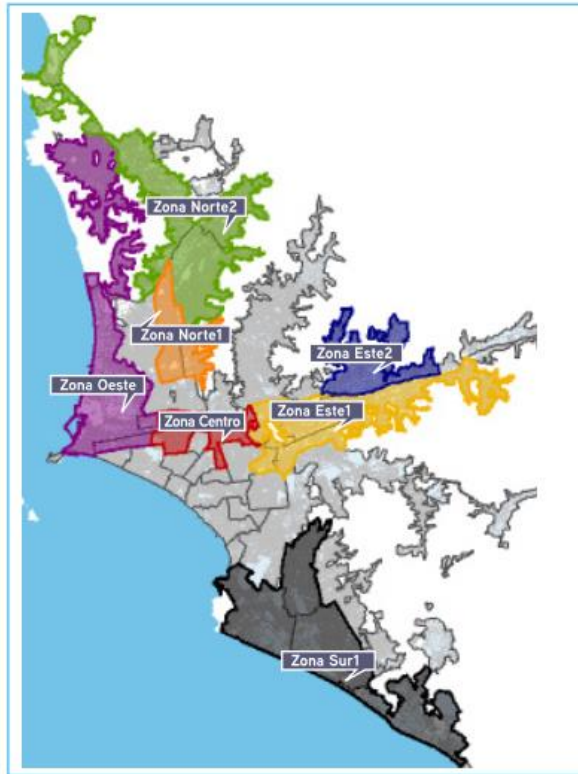 Zona Norte2
Zona Norte1
Zona Este2
Zona Oeste
Zona Este1
Zona Centro
Zona Sur1